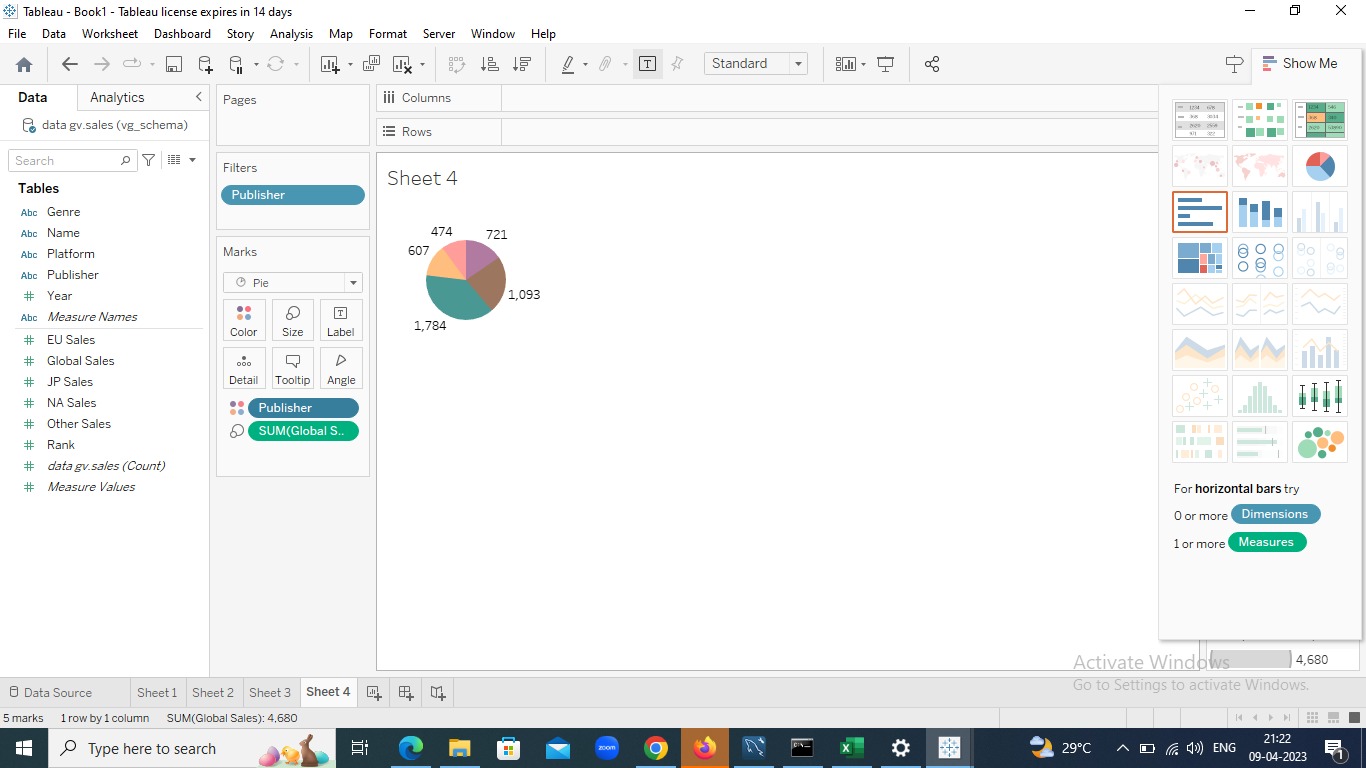 Tableau - Book1 - Tableau license expires in 14 days
File Data Worksheet Dashboard Story Analysis Map Format Server Window Help
Standard
Show Me
Data Analytics
data gv.sales (vg_schema)
Search
Tables
Abc Genre
Abc Name
Abc Platform
Abc Publisher
# Year
Abc Measure Names
# EU Sales
# Global Sales
# JP Sales
# NA Sales
# Other Sales
# Rank
# data gv.sales (Count)
# Measure Values
Pages
Filters
Publisher
Marks
Pie
Color Size Label
Detail Tooltip Angle
Publisher
SUM(Global S..
Columns
Rows
Sheet 4
474 721
607
1,093
1,784
For horizontal bars try
0 or more Dimensions
1 or more Measures
4,680
Activate Windows
Go to Settings to activate Windows.
Data Source Sheet 1 Sheet 2 Sheet 3 Sheet 4
5 marks 1 row by 1 column SUM(Global Sales): 4,680
Type here to search
zoom
29°C
ENG
21:22
09-04-2023
1